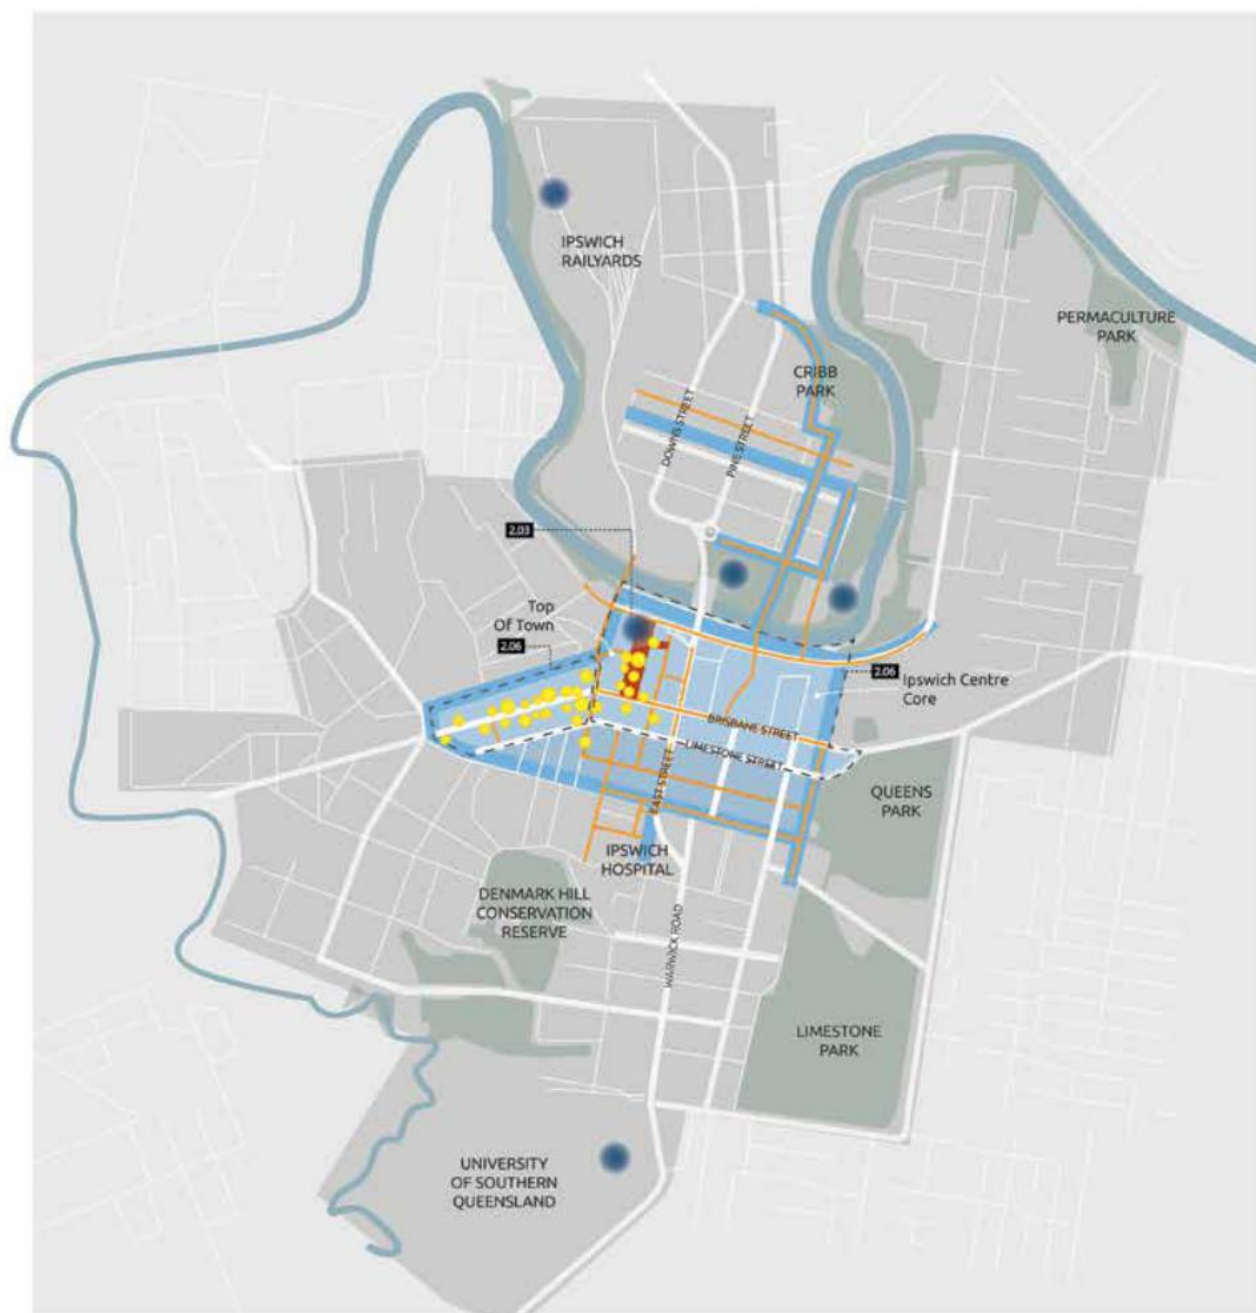 IPSWICH
RAILYARDS
PERMACULTURE
PARK
CRIBB
PARK
DOWNS STREET
PINE STREET
2.03
Top
Of Town
2.06
2.06
Ipswich Centre
Core
BRISBANE STREET
LIMESTONE STREET
EAST STREET
QUEENS
PARK
IPSWICH
HOSPITAL
DENMARK HILL
CONSERVATION
RESERVE
WARWICK ROAD
LIMESTONE
PARK
UNIVERSITY
OF SOUTHERN
QUEENSLAND